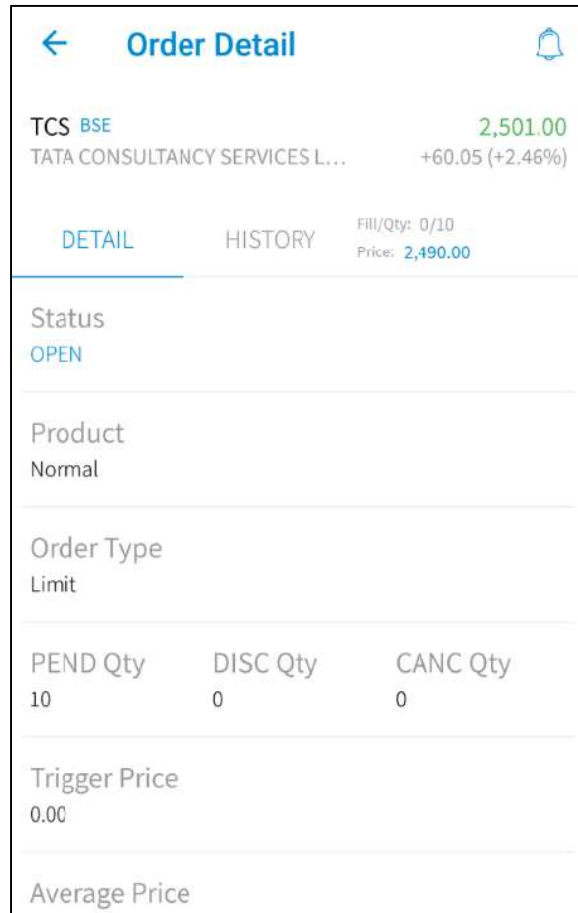 Order Detail
TCS BSE 2,501.00
TATA CONSULTANCY SERVICES L... +60.05 (+2.46%)
DETAIL HISTORY Fill/Qty: 0/10
Price: 2,490.00
Status
OPEN
Product
Normal
Order Type
Limit
PEND Qty DISC Qty CANC Qty
10 0 0
Trigger Price
0.00
Average Price